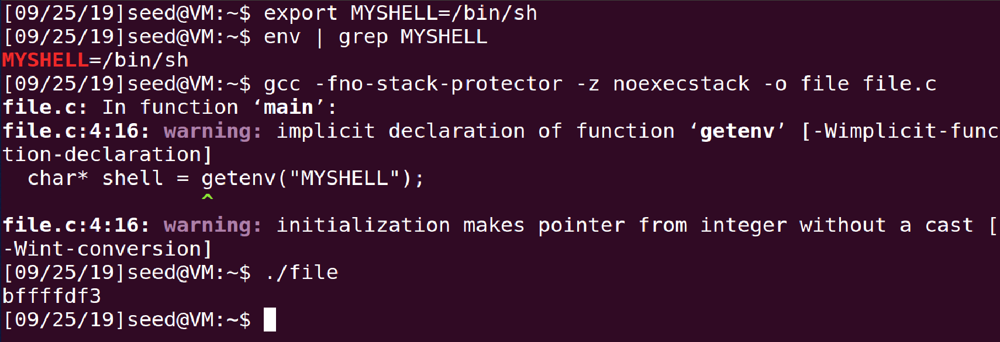 [09/25/19]seed@VM:~$ export MYSHELL=/bin/sh
[09/25/19]seed@VM:~$ env | grep MYSHELL
MYSHELL=/bin/sh
[09/25/19]seed@VM:~$ gcc -fno-stack-protector -z noexecstack -o file file.c
file.c: In function ‘main’:
file.c:4:16: warning: implicit declaration of function ‘getenv’ [-Wimplicit-func
tion-declaration]
  char* shell = getenv("MYSHELL");
                ^
file.c:4:16: warning: initialization makes pointer from integer without a cast [
-Wint-conversion]
[09/25/19]seed@VM:~$ ./file
bffffdf3
[09/25/19]seed@VM:~$